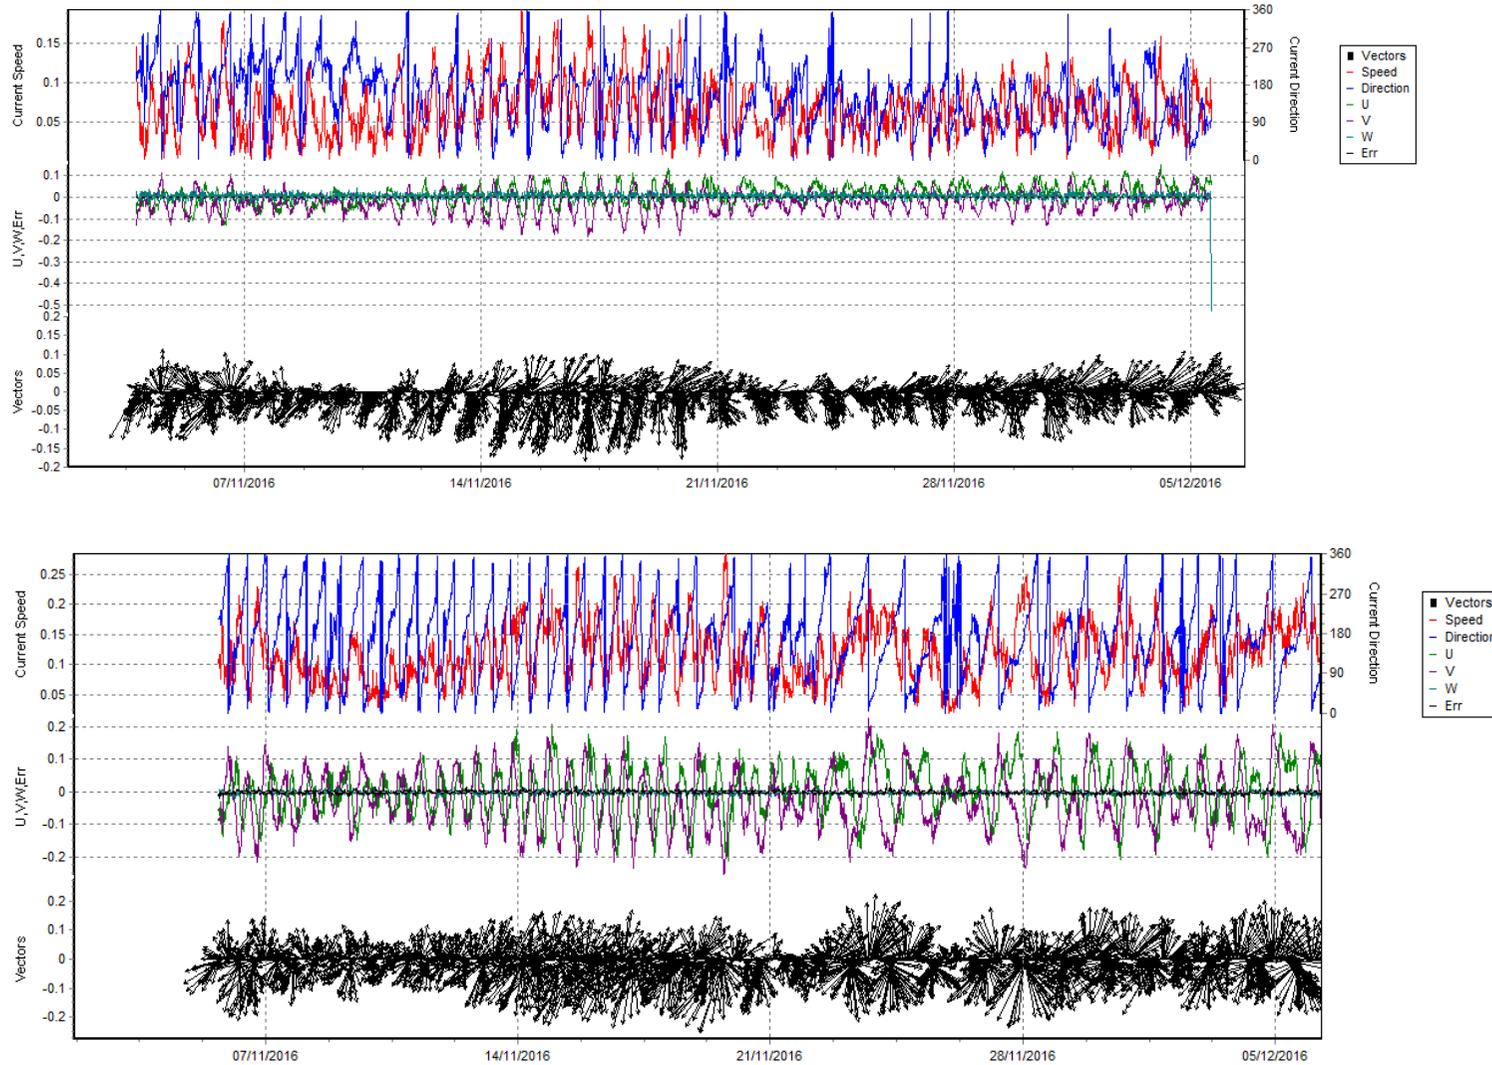 Current Speed
0.15
0.1
0.05
360
270
180
90
0
Current Direction
Vectors
Speed
Direction
U
V
W
Err
U,V,W,Err
0.1
0
-0.1
-0.2
-0.3
-0.4
-0.5
Vectors
0.2
0.15
0.1
0.05
0
-0.05
-0.1
-0.15
-0.2
07/11/2016 14/11/2016 21/11/2016 28/11/2016 05/12/2016
Current Speed
0.25
0.2
0.15
0.1
0.05
360
270
180
90
0
Current Direction
Vectors
Speed
Direction
U
V
W
Err
U,V,W,Err
0.2
0.1
0
-0.1
-0.2
Vectors
0.2
0.1
0
-0.1
-0.2
07/11/2016 14/11/2016 21/11/2016 28/11/2016 05/12/2016